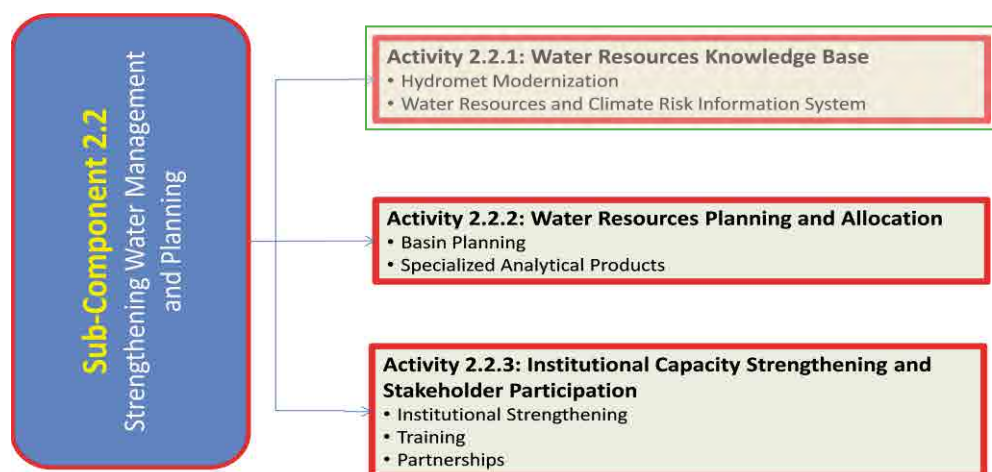 Sub-Component 2.2
Strengthening Water Management
and Planning
Activity 2.2.1: Water Resources Knowledge Base
• Hydromet Modernization
• Water Resources and Climate Risk Information System
Activity 2.2.2: Water Resources Planning and Allocation
• Basin Planning
• Specialized Analytical Products
Activity 2.2.3: Institutional Capacity Strengthening and
Stakeholder Participation
• Institutional Strengthening
• Training
• Partnerships